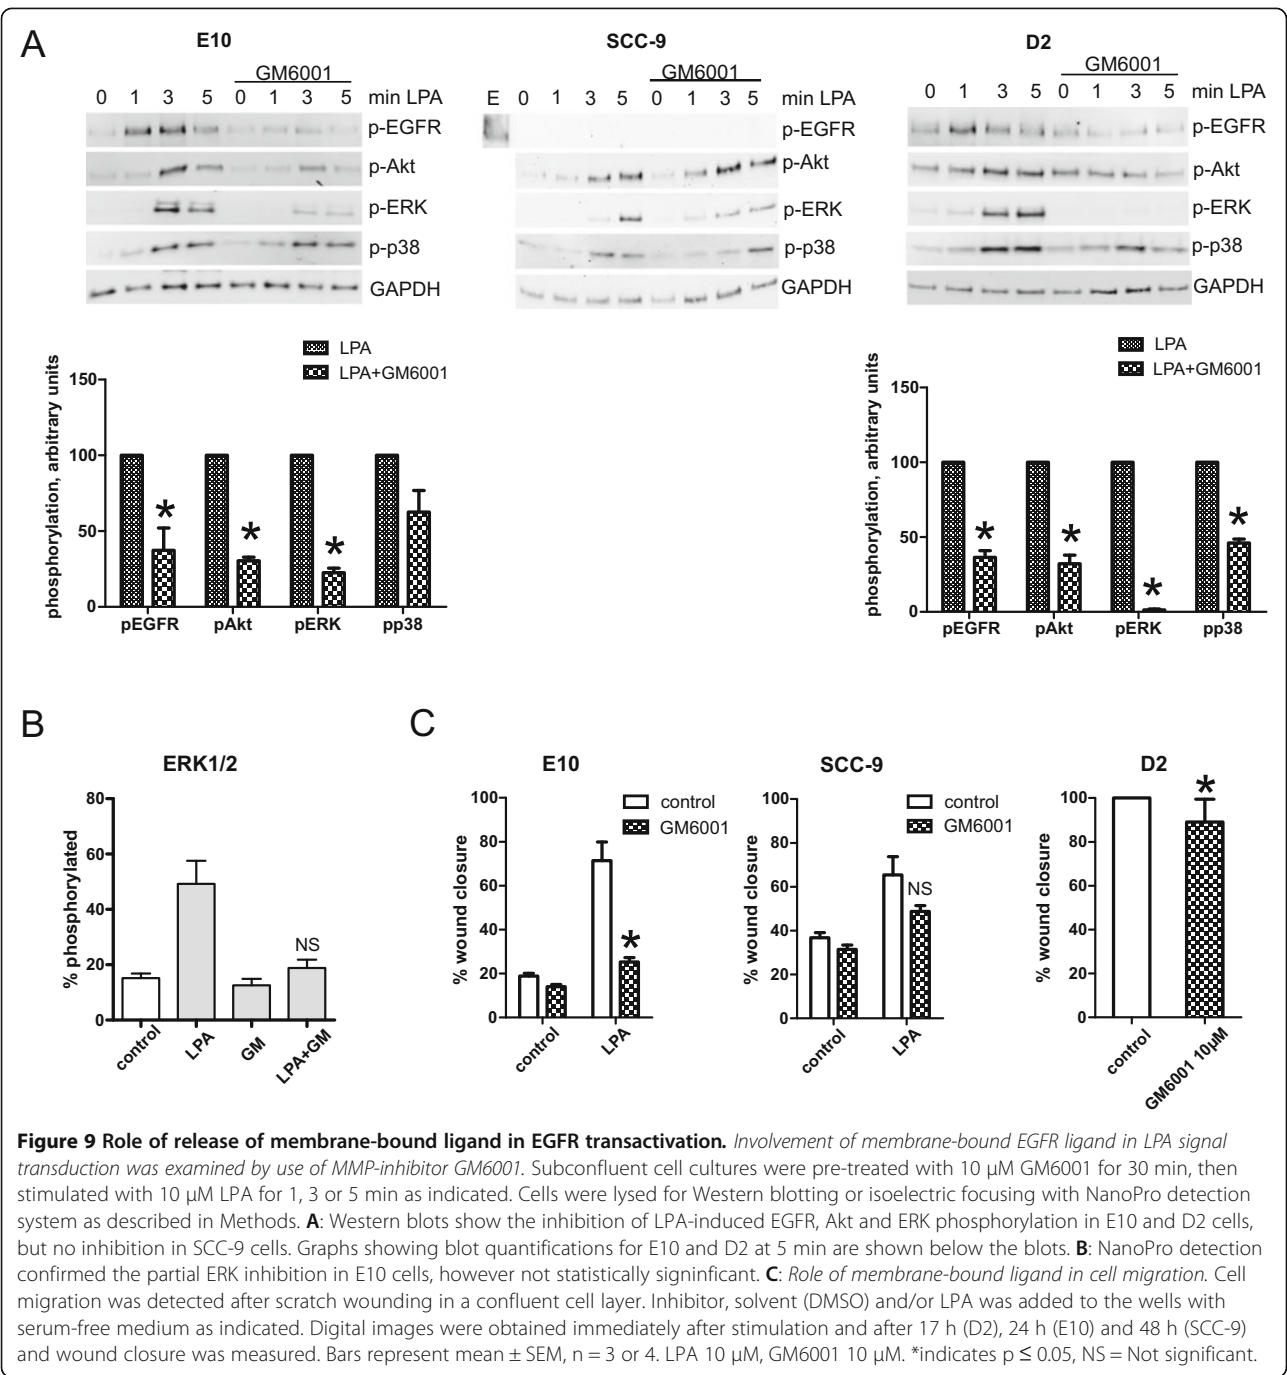 A
E10
GM6001
0 1 3 5 0 1 3 5 min LPA
p-EGFR
p-Akt
p-ERK
p-p38
GAPDH
SCC-9
GM6001
E 0 1 3 5 0 1 3 5 min LPA
p-EGFR
p-Akt
p-ERK
p-p38
GAPDH
D2
GM6001
0 1 3 5 0 1 3 5 min LPA
p-EGFR
p-Akt
p-ERK
p-p38
GAPDH
LPA
LPA+GM6001
phosphorylation, arbitrary units
150
100
50
0
* * *
pEGFR pAkt pERK pp38
LPA
LPA+GM6001
phosphorylation, arbitrary units
150
100
50
0
* * * *
pEGFR pAkt pERK pp38
B
ERK1/2
% phosphorylated
80
60
40
20
0
NS
control LPA GM LPA+GM
C
E10
control
GM6001
% wound closure
100
80
60
40
20
0
*
control LPA
SCC-9
control
GM6001
% wound closure
100
80
60
40
20
0
NS
control LPA
D2
% wound closure
100
80
60
40
20
0
*
control GM6001 10µM
Figure 9 Role of release of membrane-bound ligand in EGFR transactivation. Involvement of membrane-bound EGFR ligand in LPA signal
transduction was examined by use of MMP-inhibitor GM6001. Subconfluent cell cultures were pre-treated with 10 µM GM6001 for 30 min, then
stimulated with 10 µM LPA for 1, 3 or 5 min as indicated. Cells were lysed for Western blotting or isoelectric focusing with NanoPro detection
system as described in Methods. A: Western blots show the inhibition of LPA-induced EGFR, Akt and ERK phosphorylation in E10 and D2 cells,
but no inhibition in SCC-9 cells. Graphs showing blot quantifications for E10 and D2 at 5 min are shown below the blots. B: NanoPro detection
confirmed the partial ERK inhibition in E10 cells, however not statistically signinficant. C: Role of membrane-bound ligand in cell migration. Cell
migration was detected after scratch wounding in a confluent cell layer. Inhibitor, solvent (DMSO) and/or LPA was added to the wells with
serum-free medium as indicated. Digital images were obtained immediately after stimulation and after 17 h (D2), 24 h (E10) and 48 h (SCC-9)
and wound closure was measured. Bars represent mean ± SEM, n = 3 or 4. LPA 10 µM, GM6001 10 µM. *indicates p ≤ 0.05, NS = Not significant.